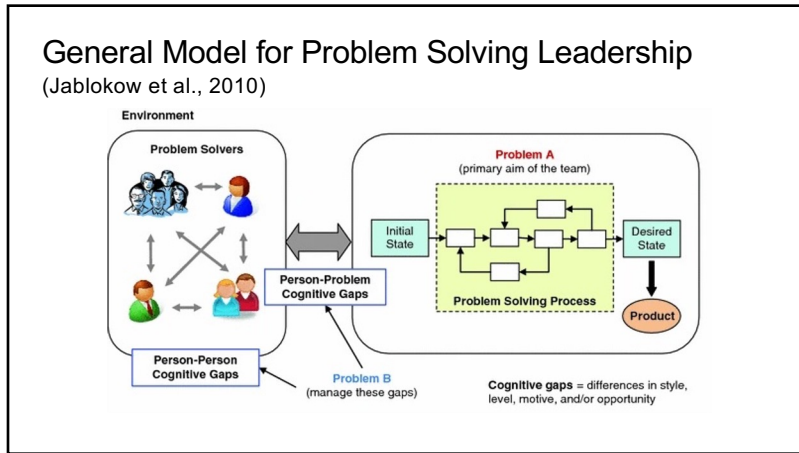 General Model for Problem Solving Leadership
(Jablokow et al., 2010)
Environment
Problem Solvers
Person-Person
Cognitive Gaps
Person-Problem
Cognitive Gaps
Problem A
(primary aim of the team)
Initial
State
Problem Solving Process
Desired
State
Product
Problem B
(manage these gaps)
Cognitive gaps = differences in style,
level, motive, and/or opportunity